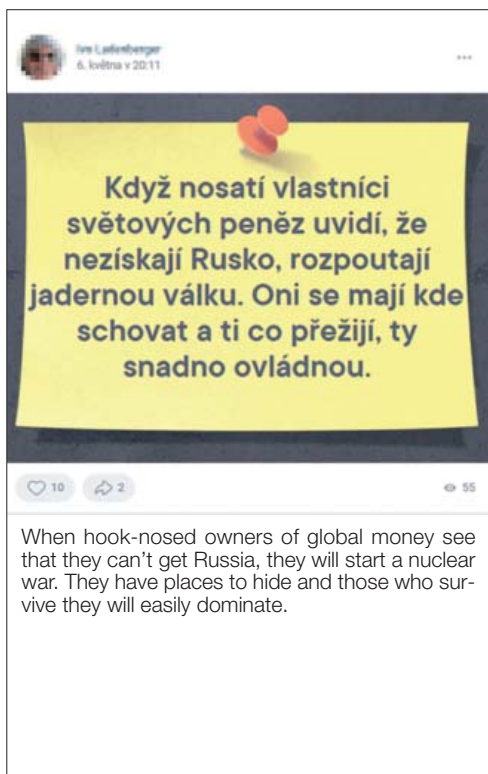 6. května v 20:11
Když nosatí vlastníci
světových peněz uvidí, že
nezískají Rusko, rozpoutají
jadernou válku. Oni se mají kde
schovat a ti co přežijí, ty
snadno ovládnou.
10 2 55
When hook-nosed owners of global money see
that they can’t get Russia, they will start a nuclear
war. They have places to hide and those who sur-
vive they will easily dominate.